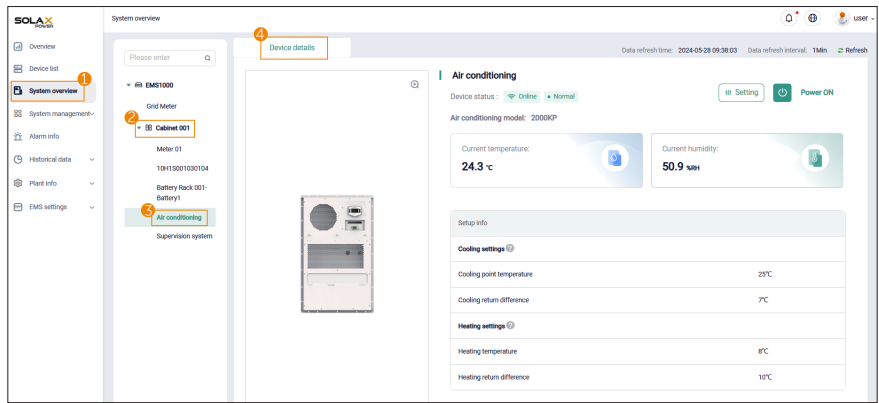 SOLAX
POWER
System overview
user
Overview
Device list
1
System overview
System management
Alarm info
Historical data
Plant Info
EMS settings
Please enter
EMS1000
Grid Meter
2
Cabinet 001
Meter 01
10H1S001030104
Battery Rack 001-
Battery1
3
Air conditioning
Supervision system
4
Device details
Data refresh time: 2024-05-28 09:38:03 Data refresh interval: 1Min Refresh
Air conditioning
Device status : Online Normal
Setting
Power ON
Air conditioning model: 2000KP
Current temperature:
24.3 ℃
Current humidity:
50.9 %RH
Setup info
Cooling settings ?
Cooling point temperature 25℃
Cooling return difference 7℃
Heating settings ?
Heating temperature 8℃
Heating return difference 10℃